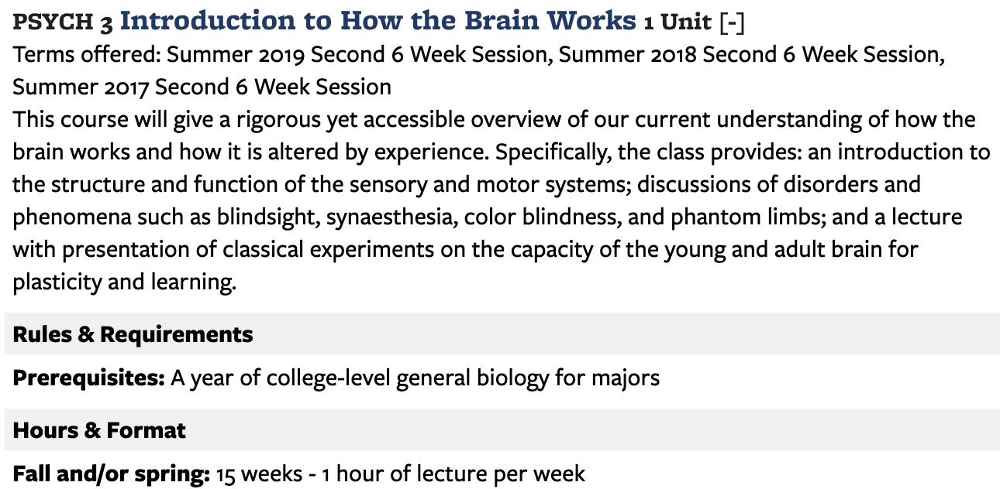 PSYCH 3 Introduction to How the Brain Works 1 Unit [-]
Terms offered: Summer 2019 Second 6 Week Session, Summer 2018 Second 6 Week Session,
Summer 2017 Second 6 Week Session
This course will give a rigorous yet accessible overview of our current understanding of how the
brain works and how it is altered by experience. Specifically, the class provides: an introduction to
the structure and function of the sensory and motor systems; discussions of disorders and
phenomena such as blindsight, synaesthesia, color blindness, and phantom limbs; and a lecture
with presentation of classical experiments on the capacity of the young and adult brain for
plasticity and learning.
Rules & Requirements
Prerequisites: A year of college-level general biology for majors
Hours & Format
Fall and/or spring: 15 weeks - 1 hour of lecture per week